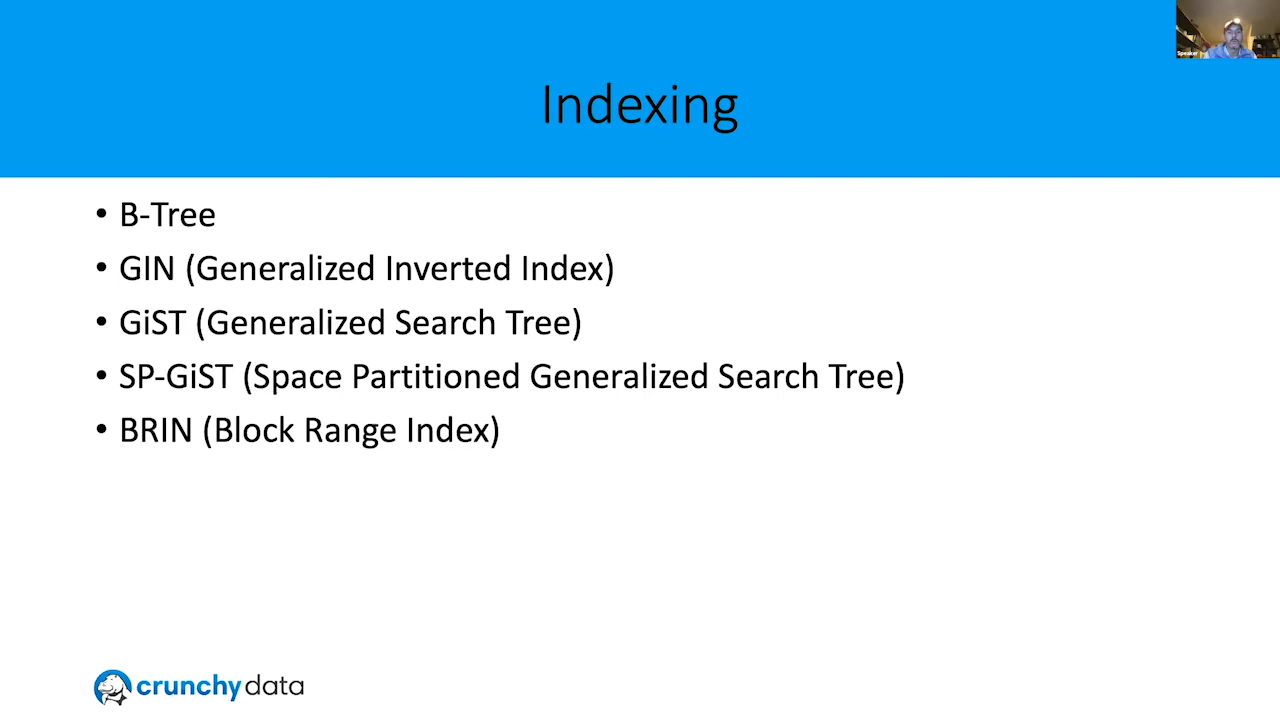 Speaker
Indexing
• B-Tree
• GIN (Generalized Inverted Index)
• GiST (Generalized Search Tree)
• SP-GiST (Space Partitioned Generalized Search Tree)
• BRIN (Block Range Index)
crunchy data